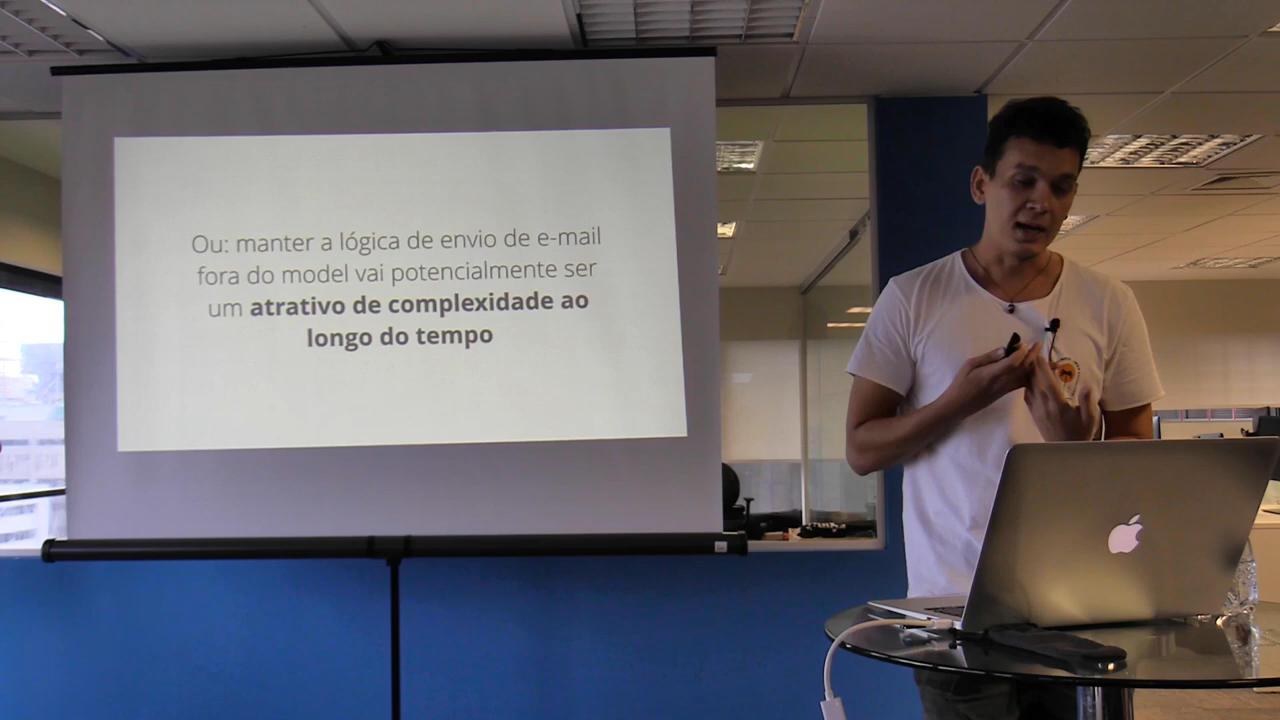 Ou: manter a lógica de envio de e-mail
fora do model vai potencialmente ser
um atrativo de complexidade ao
longo do tempo